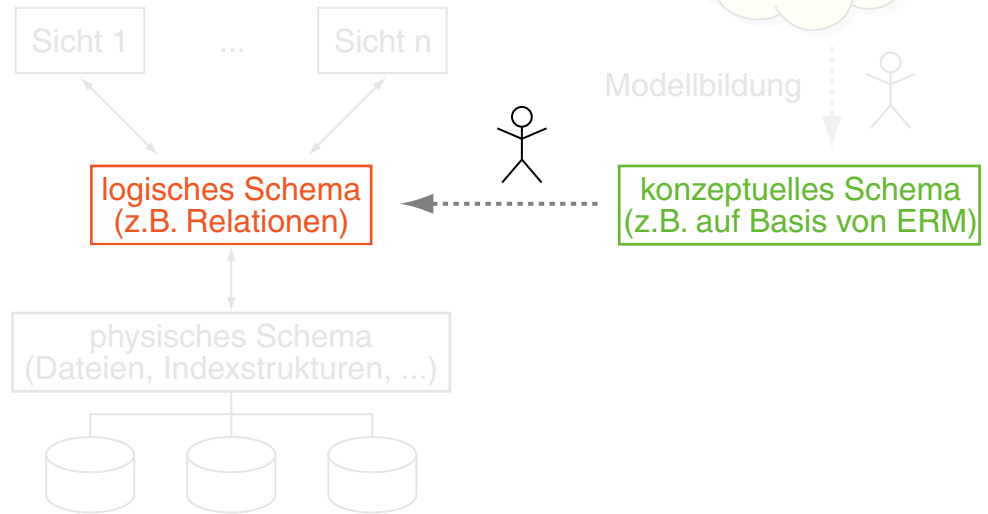 Sicht 1 ... Sicht n
Modellbildung
logisches Schema
(z.B. Relationen)
konzeptuelles Schema
(z.B. auf Basis von ERM)
physisches Schema
(Dateien, Indexstrukturen, ...)